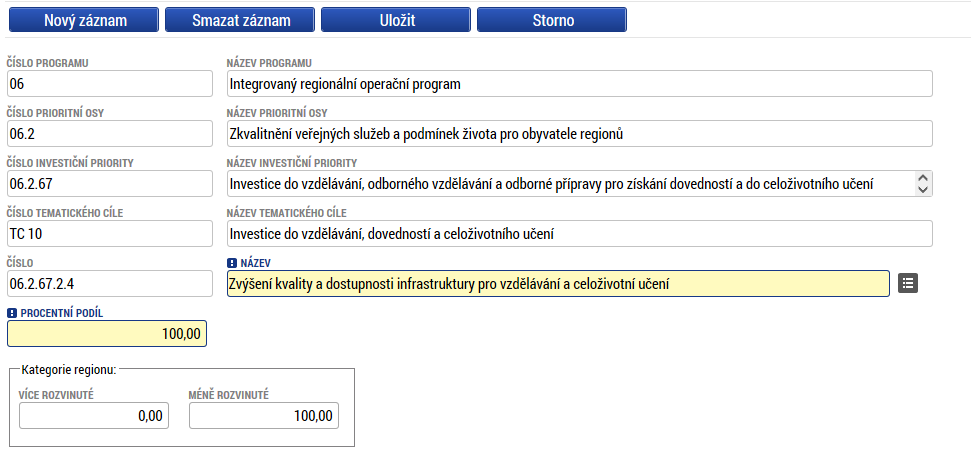 Nový záznam Smazat záznam Uložit Storno
ČÍSLO PROGRAMU NÁZEV PROGRAMU
06 Integrovaný regionální operační program
ČÍSLO PRIORITNÍ OSY NÁZEV PRIORITNÍ OSY
06.2 Zkvalitnění veřejných služeb a podmínek života pro obyvatele regionů
ČÍSLO INVESTIČNÍ PRIORITY NÁZEV INVESTIČNÍ PRIORITY
06.2.67 Investice do vzdělávání, odborného vzdělávání a odborné přípravy pro získání dovedností a do celoživotního učení
ČÍSLO TEMATICKÉHO CÍLE NÁZEV TEMATICKÉHO CÍLE
TC 10 Investice do vzdělávání, dovedností a celoživotního učení
ČÍSLO NÁZEV
06.2.67.2.4 Zvýšení kvality a dostupnosti infrastruktury pro vzdělávání a celoživotní učení
PROCENTNÍ PODÍL
100,00
Kategorie regionu:
VÍCE ROZVINUTÉ MÉNĚ ROZVINUTÉ
0,00 100,00